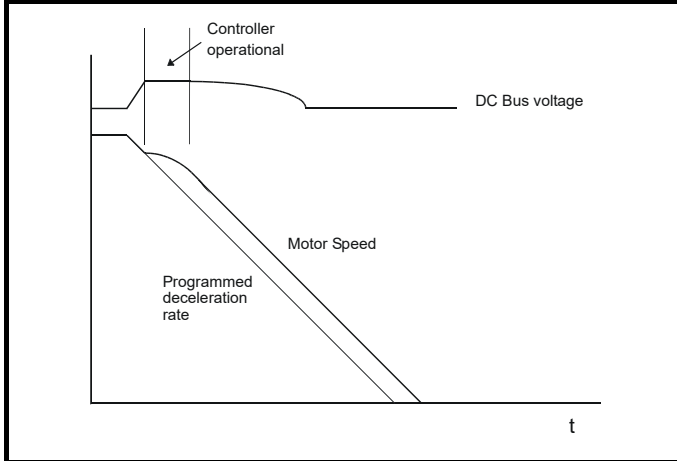 Controller
operational
DC Bus voltage
Motor Speed
Programmed
deceleration
rate
t